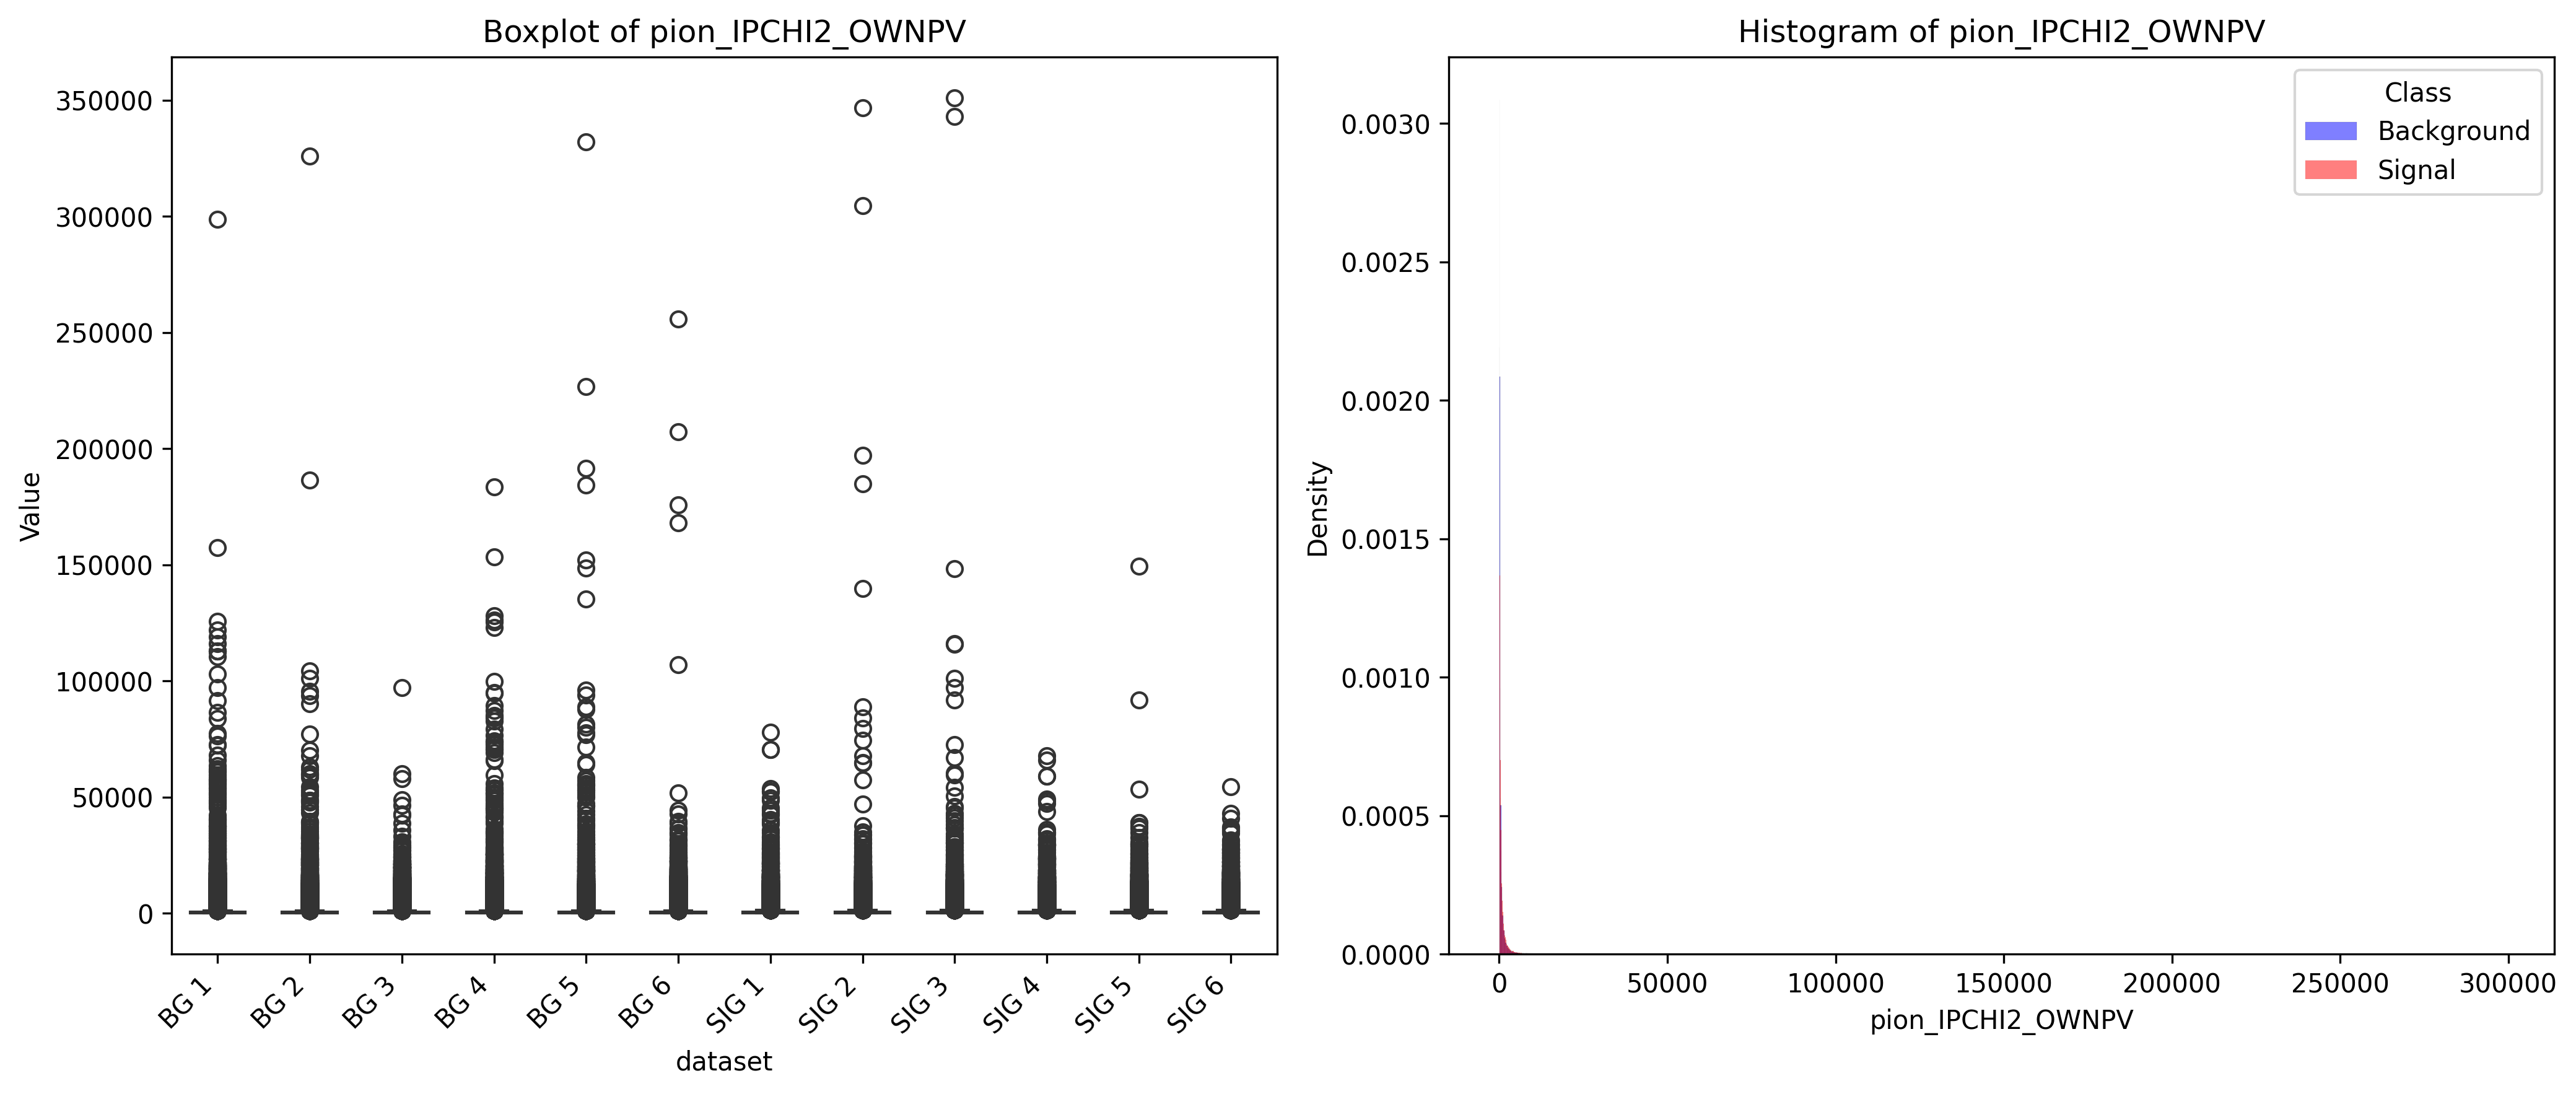 Boxplot of pion_IPCHI2_OWNPV
Value
350000
300000
250000
200000
150000
100000
50000
0
BG 1
BG 2
BG 3
BG 4
BG 5
BG 6
SIG 1
SIG 2
SIG 3
SIG 4
SIG 5
SIG 6
dataset
Histogram of pion_IPCHI2_OWNPV
Class
Background
Signal
Density
0.0030
0.0025
0.0020
0.0015
0.0010
0.0005
0.0000
0
50000
100000
150000
200000
250000
300000
pion_IPCHI2_OWNPV